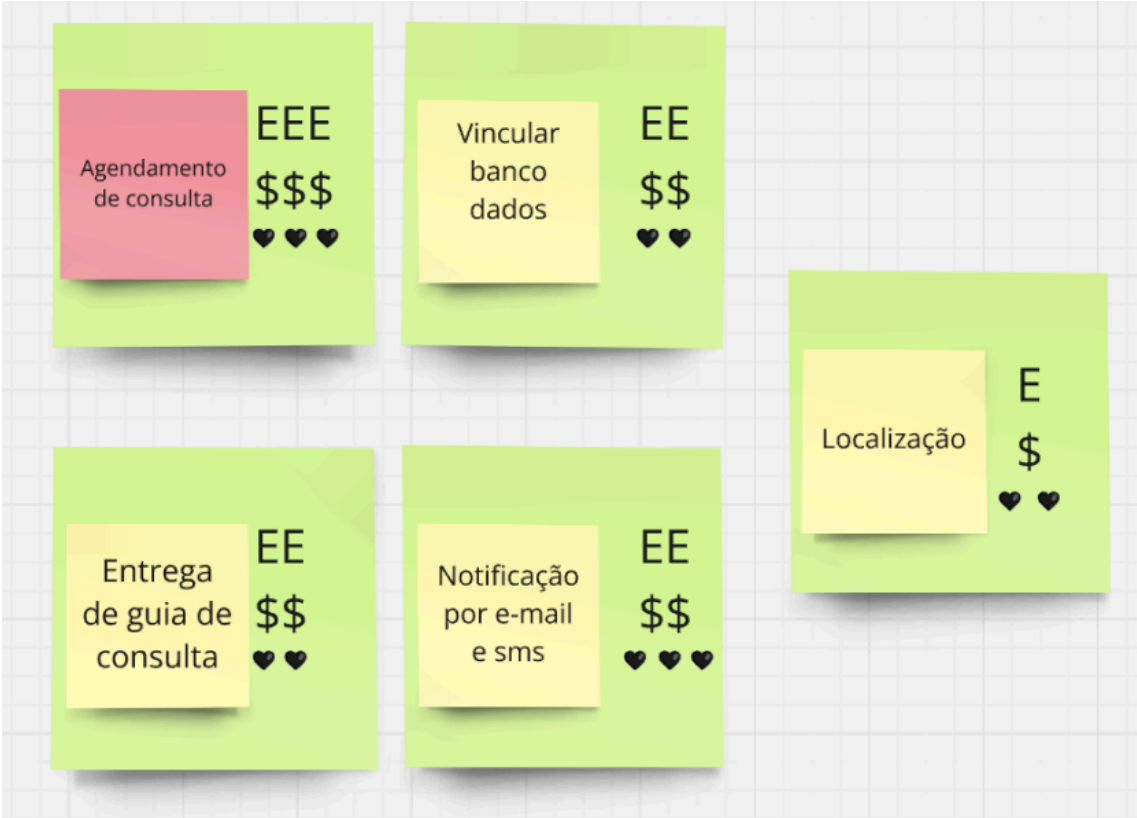 Agendamento
de consulta
EEE
$$$
🖤 🖤 🖤
Vincular
banco
dados
EE
$$
🖤 🖤
Localização
E
$
🖤 🖤
Entrega
de guia de
consulta
EE
$$
🖤 🖤
Notificação
por e-mail
e sms
EE
$$
🖤 🖤 🖤